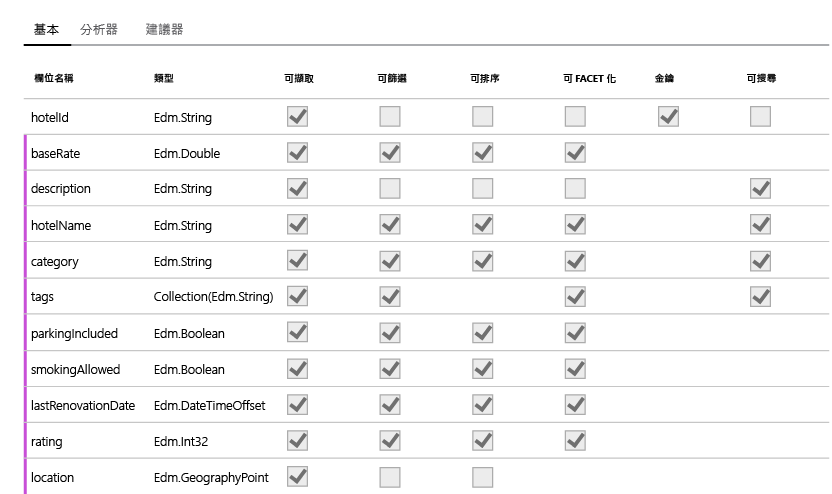 基本 分析器 建議器
欄位名稱 類型 可擷取 可篩選 可排序 可 FACET 化 金鑰 可搜尋
hotelId Edm.String
baseRate Edm.Double
description Edm.String
hotelName Edm.String
category Edm.String
tags Collection(Edm.String)
parkingIncluded Edm.Boolean
smokingAllowed Edm.Boolean
lastRenovationDate Edm.DateTimeOffset
rating Edm.Int32
location Edm.GeographyPoint